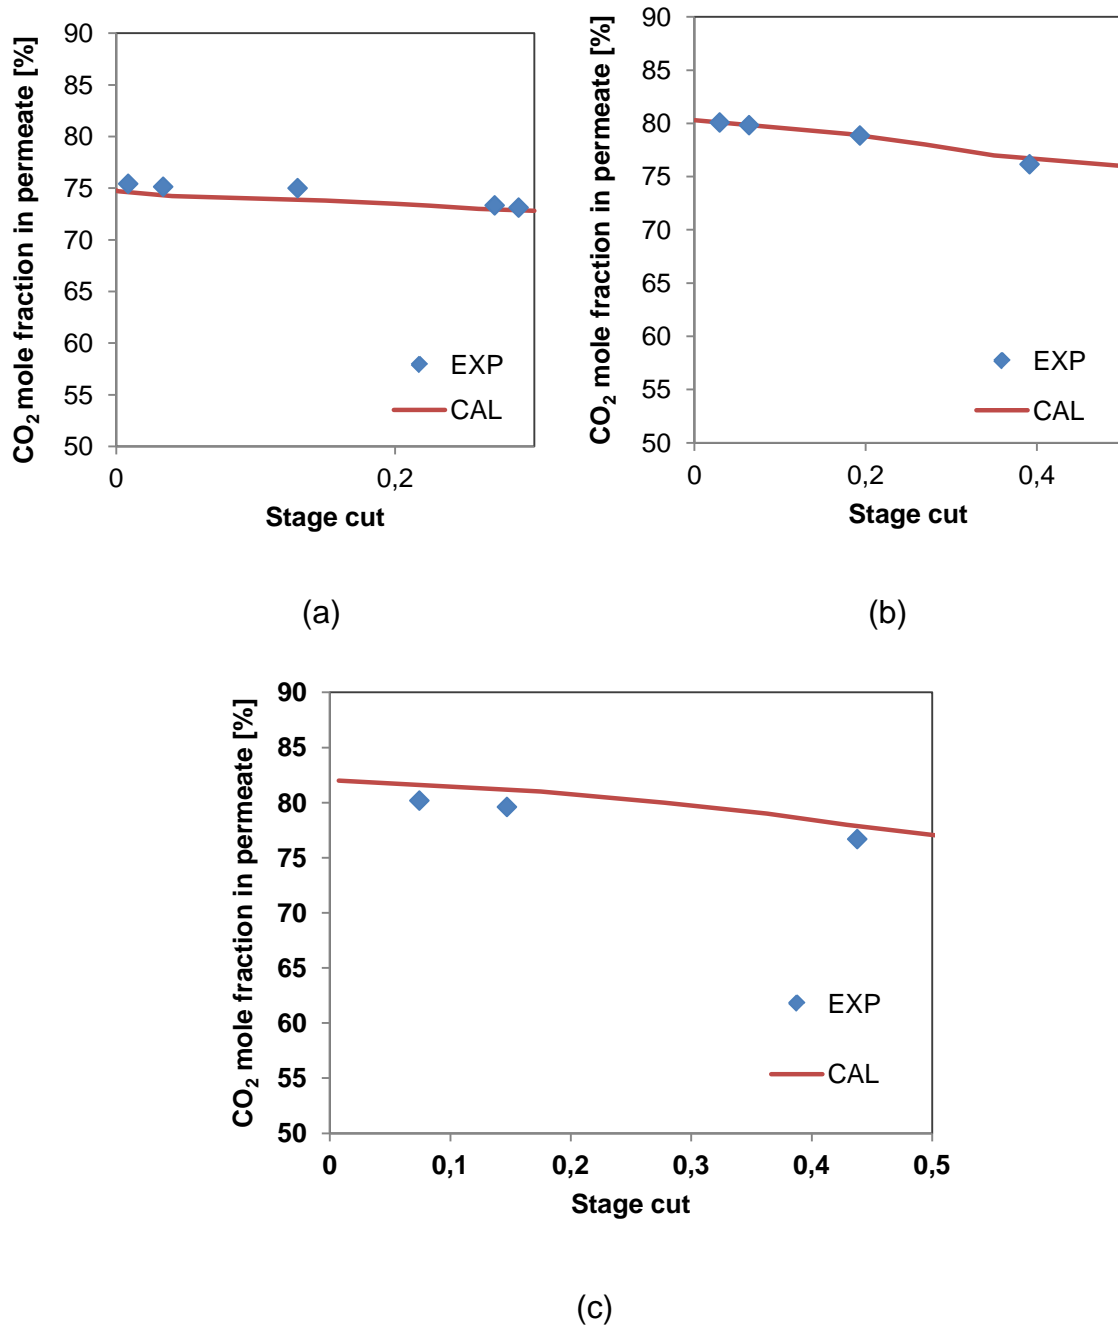 CO₂ mole fraction in permeate [%]
90
85
80
75
70
65
60
55
50
0
0,2
Stage cut
EXP
CAL
(a)
CO₂ mole fraction in permeate [%]
90
85
80
75
70
65
60
55
50
0
0,2
0,4
Stage cut
EXP
CAL
(b)
CO₂ mole fraction in permeate [%]
90
85
80
75
70
65
60
55
50
0
0,1
0,2
0,3
0,4
0,5
Stage cut
EXP
CAL
(c)